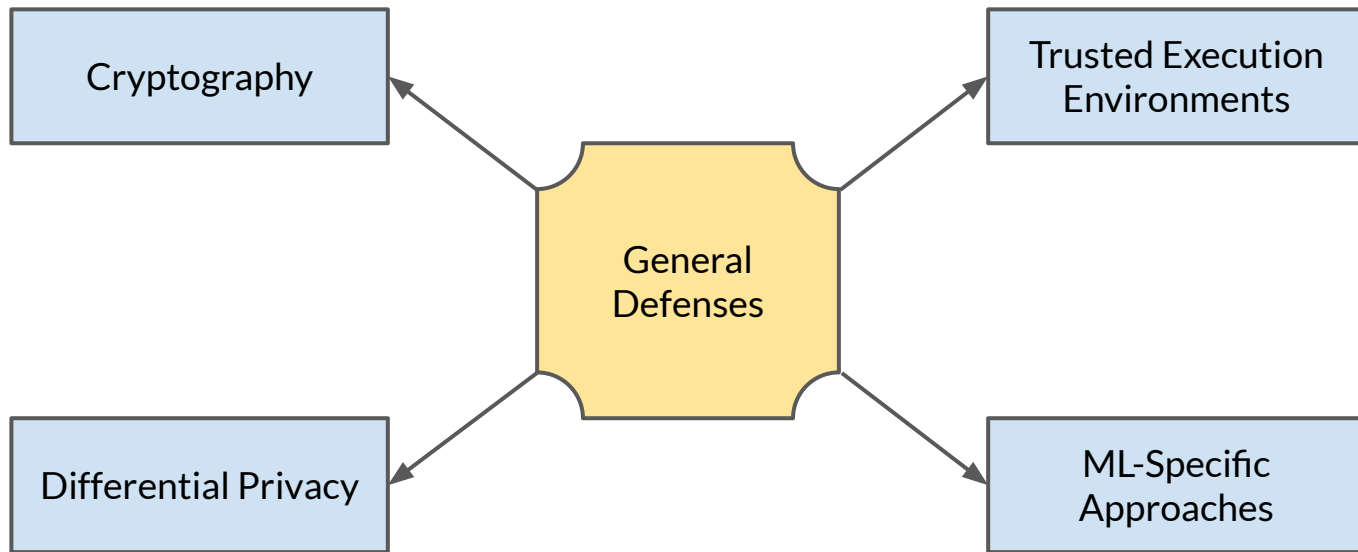 Cryptography
Trusted Execution
Environments
General
Defenses
Differential Privacy
ML-Specific
Approaches